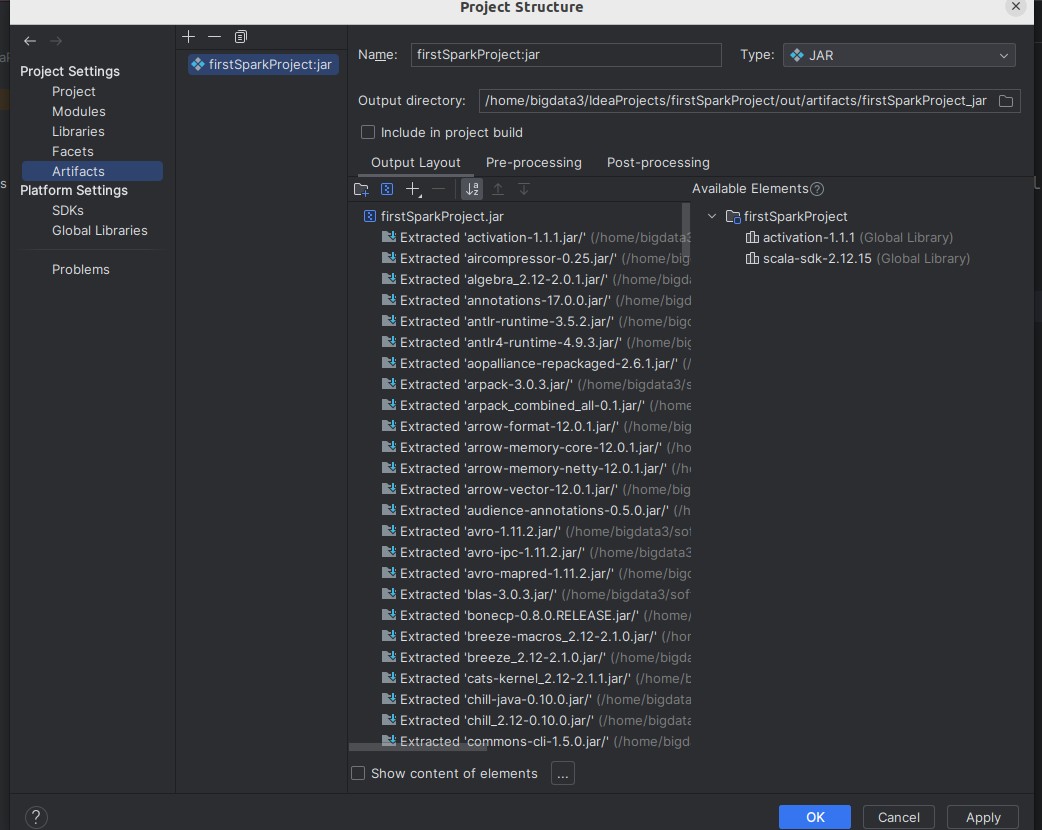 Project Structure
Project Settings
Project
Modules
Libraries
Facets
Artifacts
Platform Settings
SDKs
Global Libraries
Problems
firstSparkProject:jar
Name: firstSparkProject:jar Type: JAR
Output directory: /home/bigdata3/IdeaProjects/firstSparkProject/out/artifacts/firstSparkProject_jar
Include in project build
Output Layout Pre-processing Post-processing
firstSparkProject.jar
Extracted 'activation-1.1.1.jar/' (/home/bigdata3
Extracted 'aircompressor-0.25.jar/' (/home/big
Extracted 'algebra_2.12-2.0.1.jar/' (/home/bigda
Extracted 'annotations-17.0.0.jar/' (/home/bigd
Extracted 'antlr-runtime-3.5.2.jar/' (/home/bigd
Extracted 'antlr4-runtime-4.9.3.jar/' (/home/big
Extracted 'aopalliance-repackaged-2.6.1.jar/' (/
Extracted 'arpack-3.0.3.jar/' (/home/bigdata3/s
Extracted 'arpack_combined_all-0.1.jar/' (/home
Extracted 'arrow-format-12.0.1.jar/' (/home/big
Extracted 'arrow-memory-core-12.0.1.jar/' (/ho
Extracted 'arrow-memory-netty-12.0.1.jar/' (/h
Extracted 'arrow-vector-12.0.1.jar/' (/home/big
Extracted 'audience-annotations-0.5.0.jar/' (/h
Extracted 'avro-1.11.2.jar/' (/home/bigdata3/sof
Extracted 'avro-ipc-1.11.2.jar/' (/home/bigdata3
Extracted 'avro-mapred-1.11.2.jar/' (/home/bigd
Extracted 'blas-3.0.3.jar/' (/home/bigdata3/soft
Extracted 'bonecp-0.8.0.RELEASE.jar/' (/home/
Extracted 'breeze-macros_2.12-2.1.0.jar/' (/hom
Extracted 'breeze_2.12-2.1.0.jar/' (/home/bigda
Extracted 'cats-kernel_2.12-2.1.1.jar/' (/home/b
Extracted 'chill-java-0.10.0.jar/' (/home/bigdata
Extracted 'chill_2.12-0.10.0.jar/' (/home/bigdata
Extracted 'commons-cli-1.5.0.jar/' (/home/bigd
Show content of elements ...
Available Elements
firstSparkProject
activation-1.1.1 (Global Library)
scala-sdk-2.12.15 (Global Library)
OK Cancel Apply